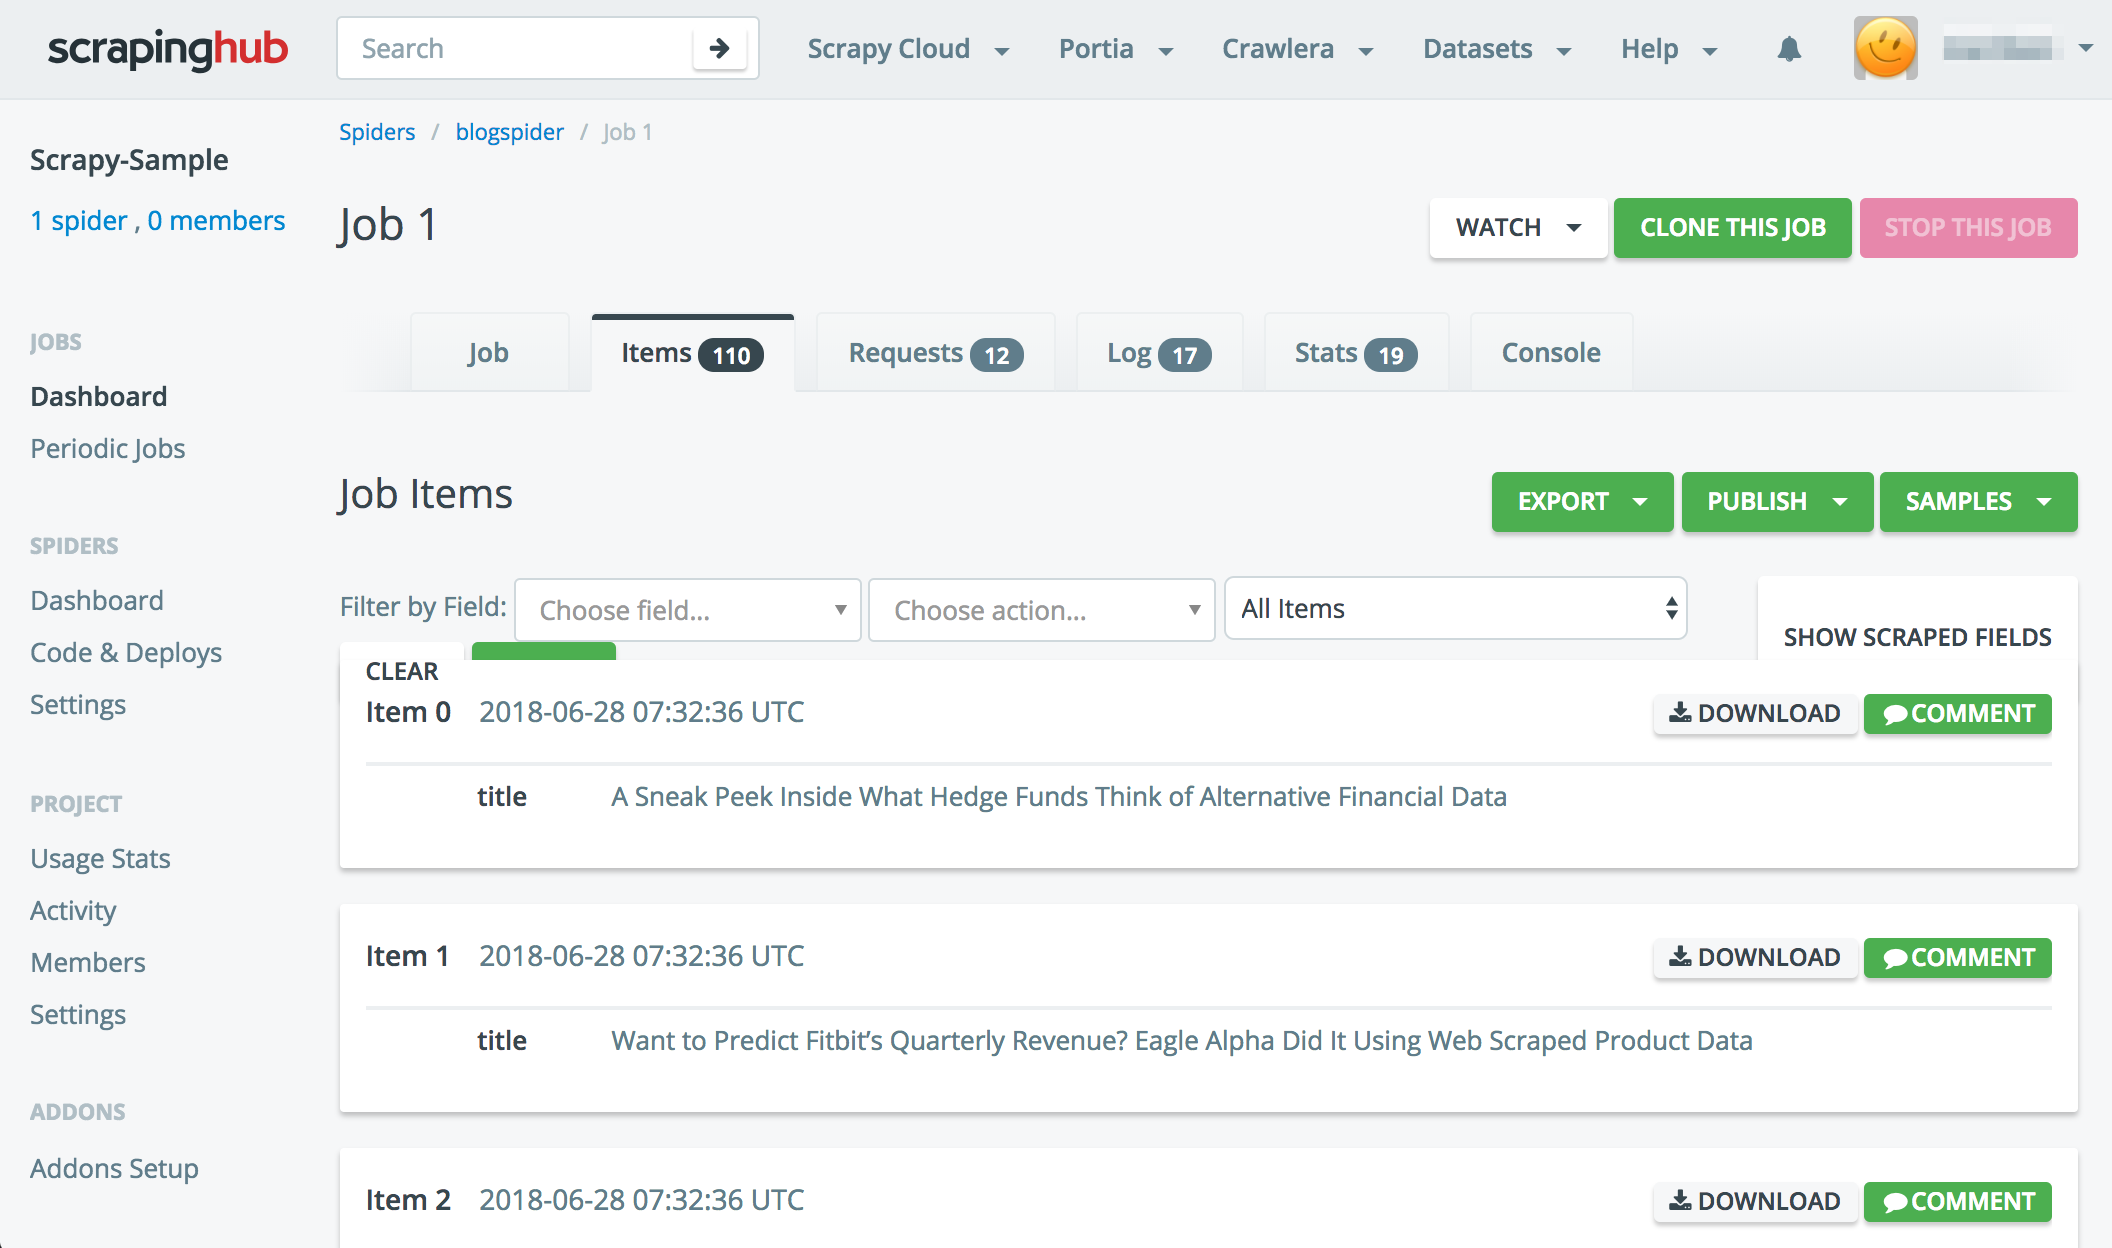 scrapinghub
Search
Scrapy Cloud
Portia
Crawlera
Datasets
Help
Scrapy-Sample
1 spider , 0 members
JOBS
Dashboard
Periodic Jobs
SPIDERS
Dashboard
Code & Deploys
Settings
PROJECT
Usage Stats
Activity
Members
Settings
ADDONS
Addons Setup
Spiders / blogspider / Job 1
Job 1
WATCH
CLONE THIS JOB
STOP THIS JOB
Job
Items 110
Requests 12
Log 17
Stats 19
Console
Job Items
EXPORT
PUBLISH
SAMPLES
Filter by Field:
Choose field...
Choose action...
All Items
SHOW SCRAPED FIELDS
CLEAR
Item 0 2018-06-28 07:32:36 UTC
DOWNLOAD
COMMENT
title A Sneak Peek Inside What Hedge Funds Think of Alternative Financial Data
Item 1 2018-06-28 07:32:36 UTC
DOWNLOAD
COMMENT
title Want to Predict Fitbit’s Quarterly Revenue? Eagle Alpha Did It Using Web Scraped Product Data
Item 2 2018-06-28 07:32:36 UTC
DOWNLOAD
COMMENT